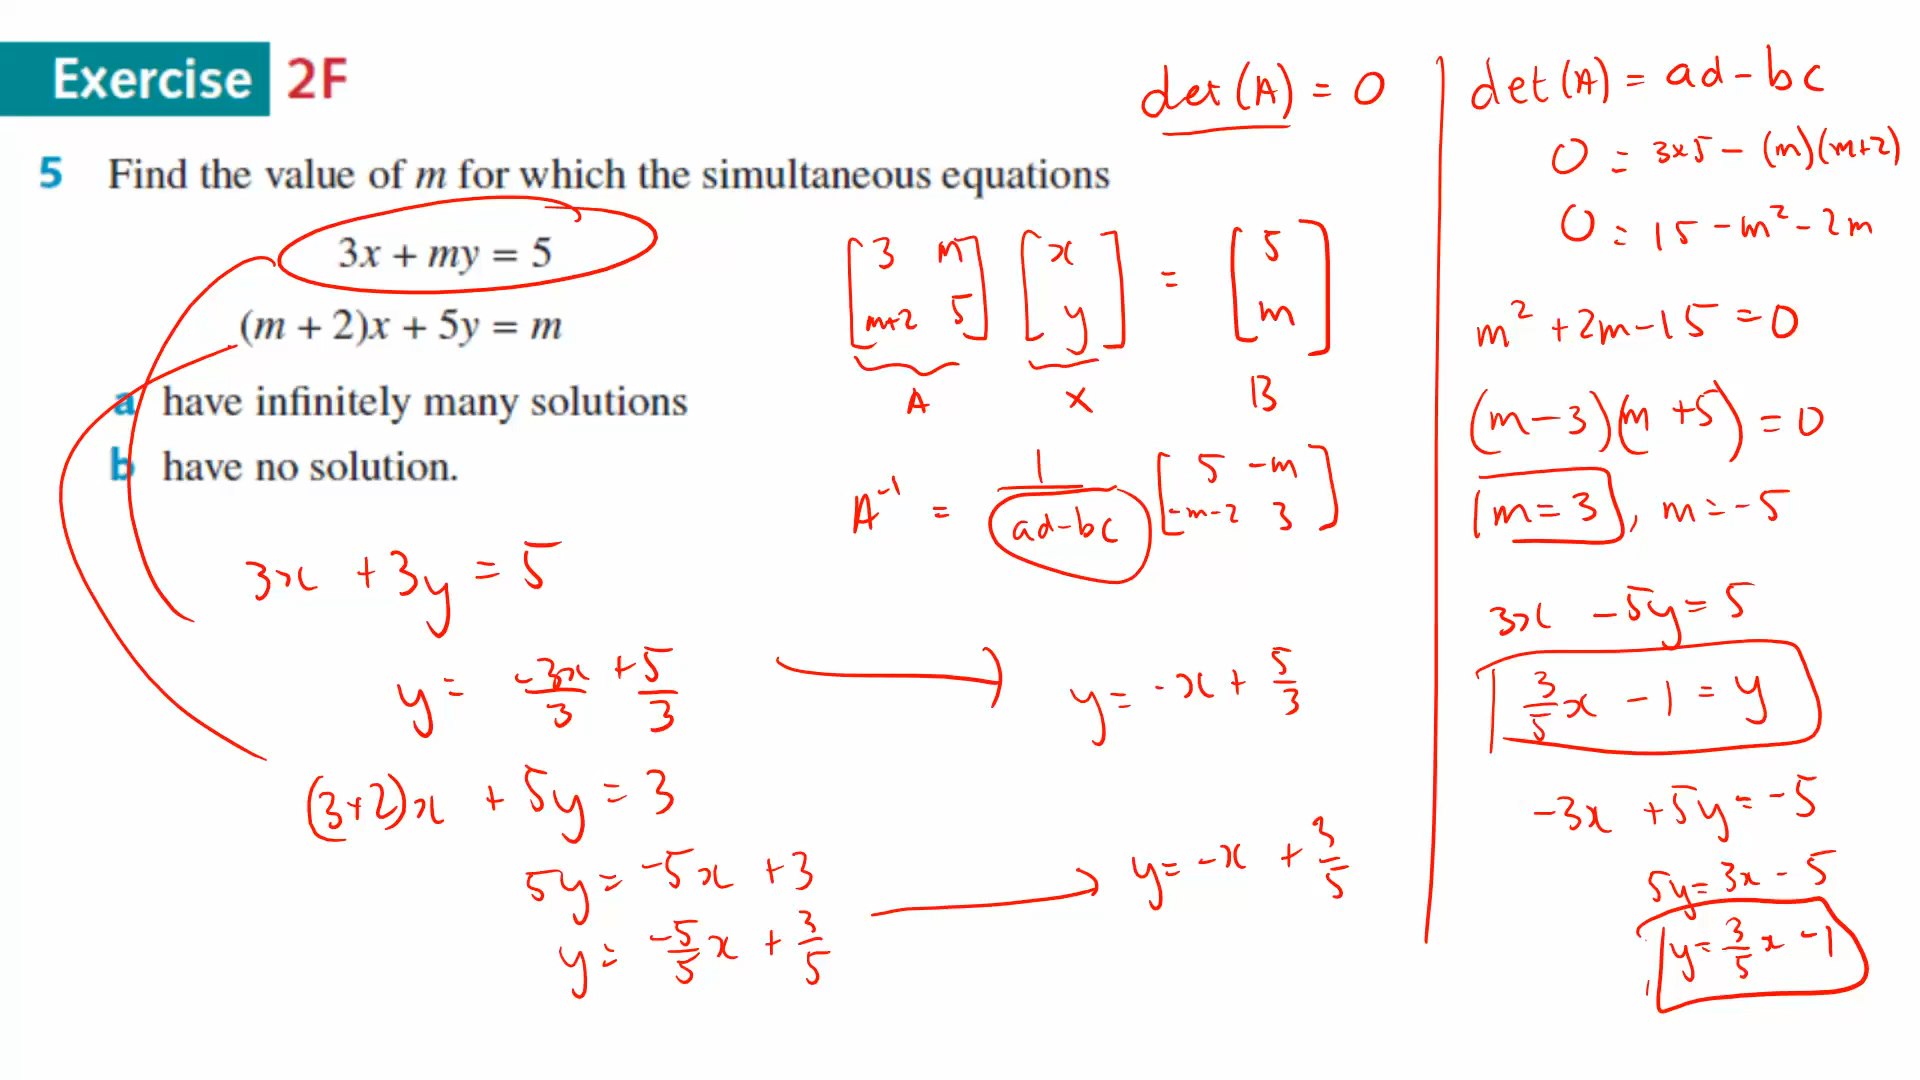 Exercise 2F
5 Find the value of m for which the simultaneous equations
3x + my = 5
(m + 2)x + 5y = m
a have infinitely many solutions
b have no solution.
3x + 3y = 5
y = -3x/3 + 5/3
(3+2)x + 5y = 3
5y = -5x + 3
y = -5/5 x + 3/5
det(A) = 0
[3 m
m+2 5] [x
y] = [5
m]
A X B
A⁻¹ = 1/(ad-bc) [5 -m
-m-2 3]
y = -x + 5/3
y = -x + 3/5
det(A) = ad - bc
0 = 3×5 - (m)(m+2)
0 = 15 - m² - 2m
m² + 2m - 15 = 0
(m - 3)(m + 5) = 0
m = 3, m = -5
3x - 5y = 5
3/5 x - 1 = y
-3x + 5y = -5
5y = 3x - 5
y = 3/5 x - 1